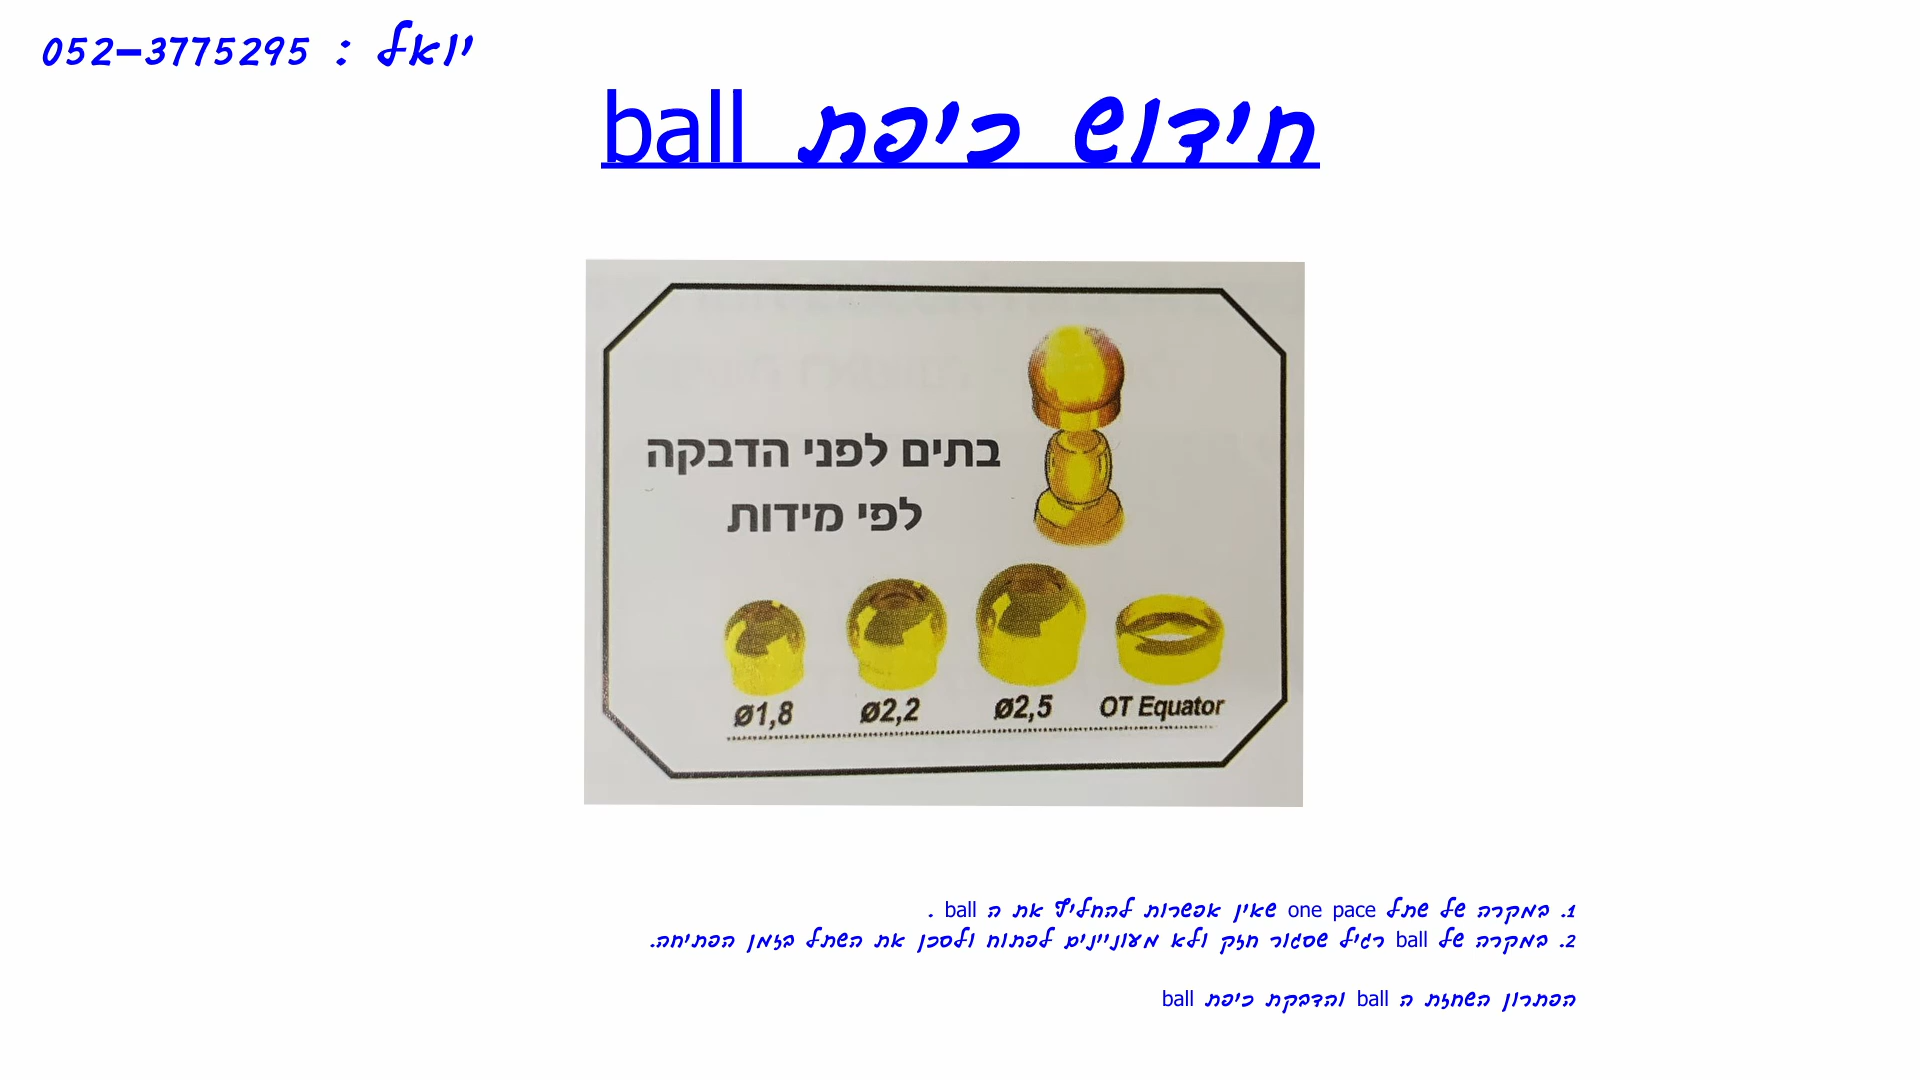 יואל : 052-3775295
חידוש כיפת ball
בתים לפני הדבקה
לפי מידות
ø1,8 ø2,2 ø2,5 OT Equator
1. במקרה של שתל one pace שאין אפשרות להחליף את ה ball .
2. במקרה של ball רגיל שסגור חזק ולא מעוניינים לפתוח ולסכן את השתל בזמן הפתיחה.
הפתרון השחזת ה ball והדבקת כיפת ball